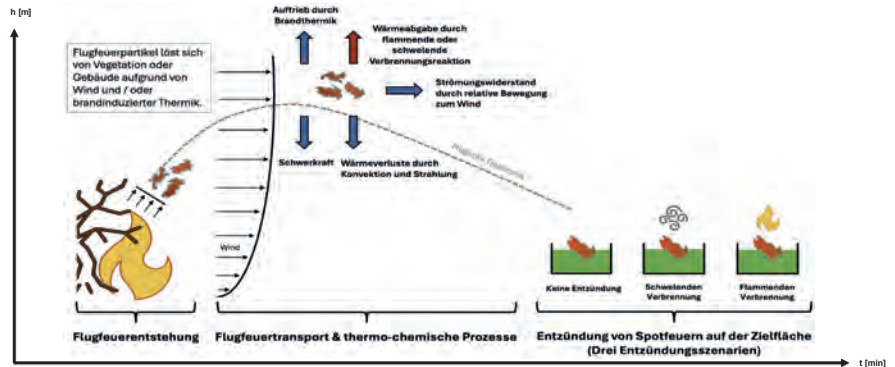 h [m]
Flugfeuerpartikel löst sich
von Vegetation oder
Gebäude aufgrund von
Wind und / oder
brandinduzierter Thermik.
Auftrieb durch
Brandthermik
Wärmeabgabe durch
flammende oder
schwelende
Verbrennungsreaktion
Strömungswiderstand
durch relative Bewegung
zum Wind
Schwerkraft
Wärmeverluste durch
Konvektion und Strahlung
Wind
Keine Entzündung
Schwelenden
Verbrennung
Flammenden
Verbrennung
Flugfeuerentstehung
Flugfeuertransport & thermo-chemische Prozesse
Entzündung von Spotfeuern auf der Zielfläche
(Drei Entzündungsszenarien)
t [min]